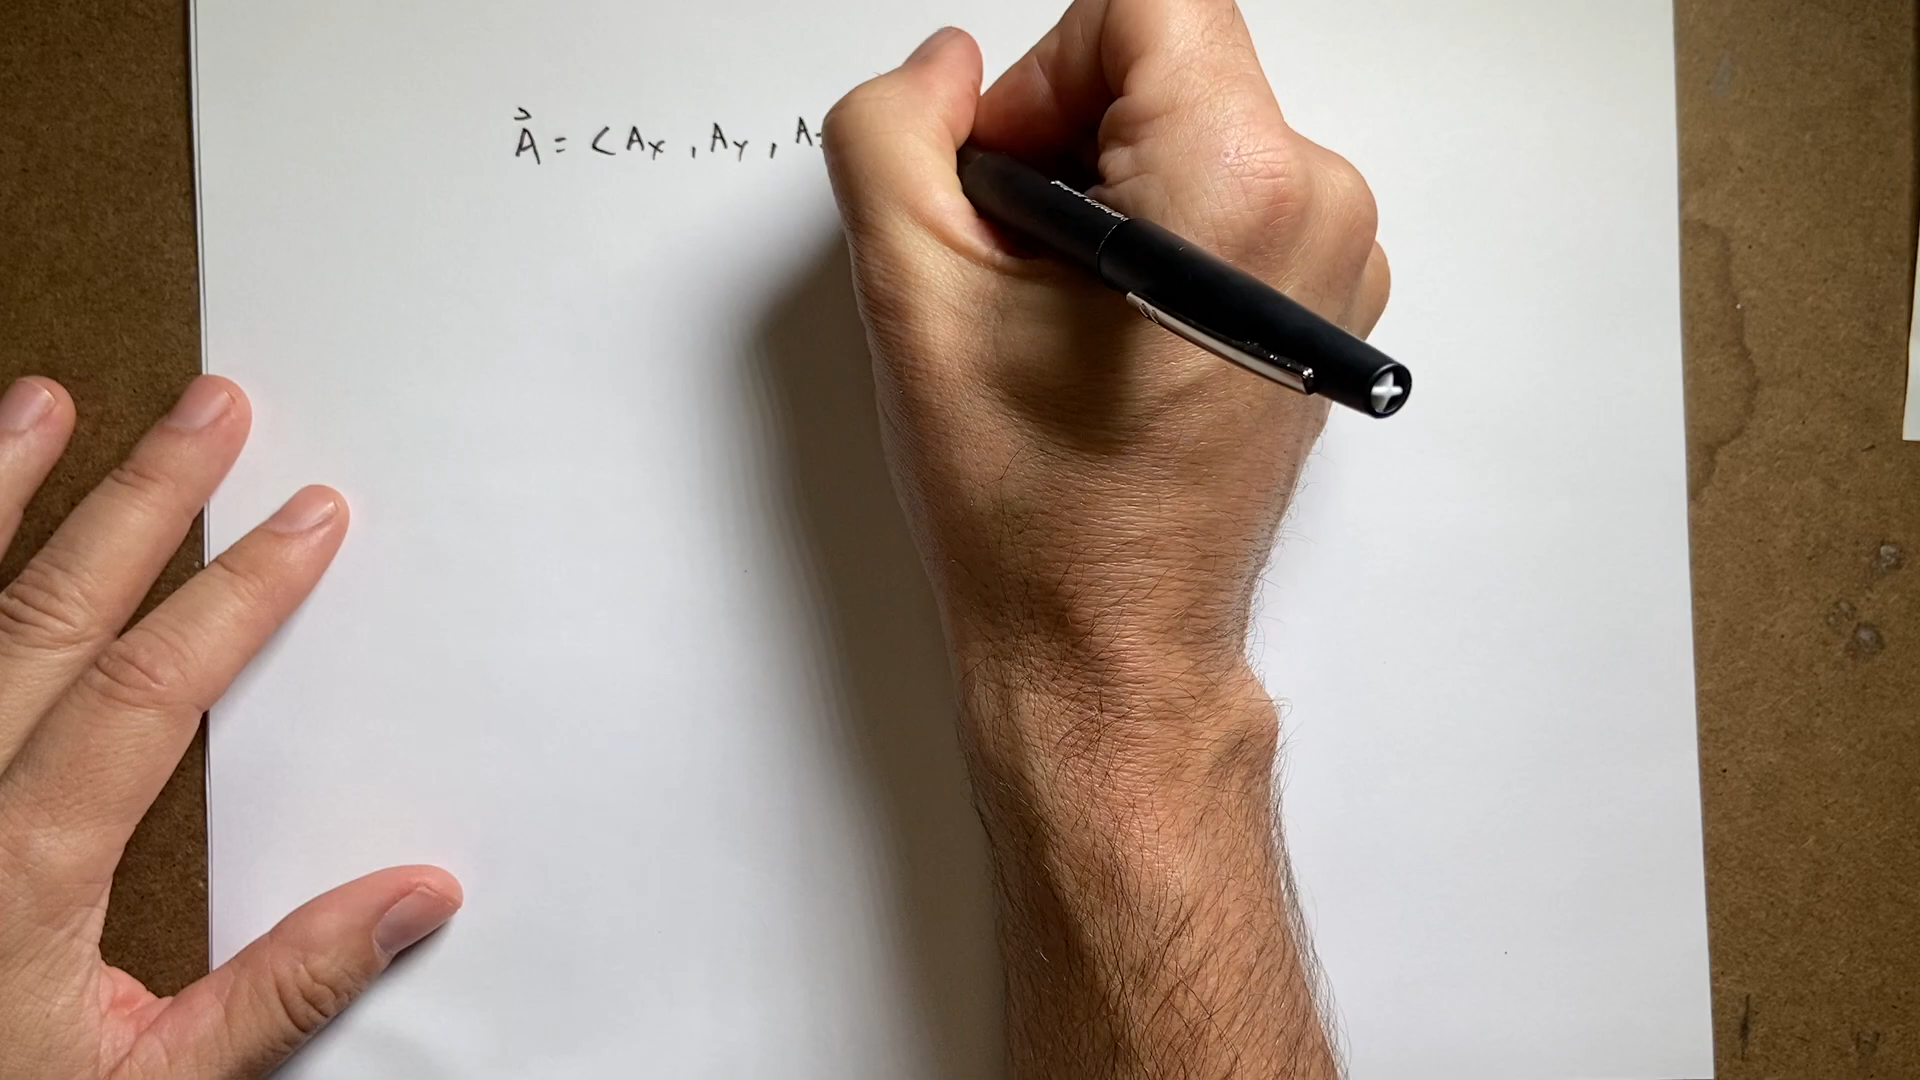 A⃗ = < Ax , Ay , A